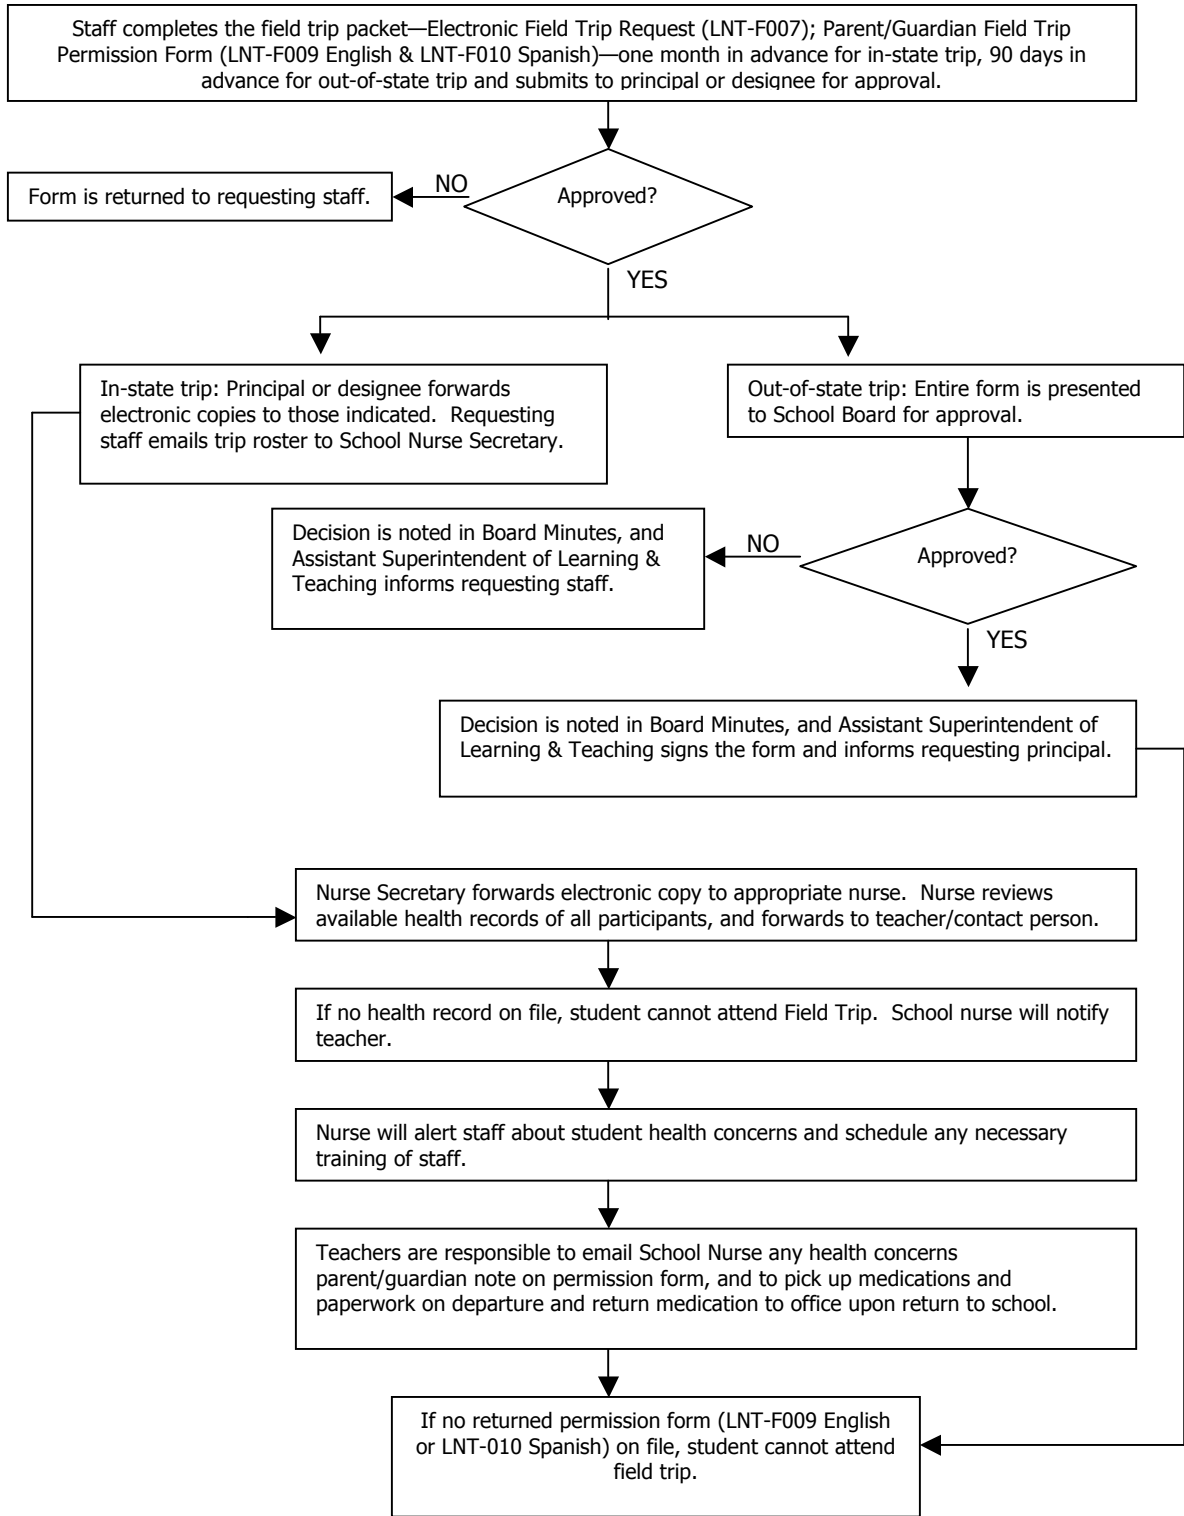 Staff completes the field trip packet—Electronic Field Trip Request (LNT-F007); Parent/Guardian Field Trip
Permission Form (LNT-F009 English & LNT-F010 Spanish)—one month in advance for in-state trip, 90 days in
advance for out-of-state trip and submits to principal or designee for approval.
Approved?
NO
Form is returned to requesting staff.
YES
In-state trip: Principal or designee forwards
electronic copies to those indicated.  Requesting
staff emails trip roster to School Nurse Secretary.
Out-of-state trip: Entire form is presented
to School Board for approval.
Approved?
NO
Decision is noted in Board Minutes, and
Assistant Superintendent of Learning &
Teaching informs requesting staff.
YES
Decision is noted in Board Minutes, and Assistant Superintendent of
Learning & Teaching signs the form and informs requesting principal.
Nurse Secretary forwards electronic copy to appropriate nurse.  Nurse reviews
available health records of all participants, and forwards to teacher/contact person.
If no health record on file, student cannot attend Field Trip.  School nurse will notify
teacher.
Nurse will alert staff about student health concerns and schedule any necessary
training of staff.
Teachers are responsible to email School Nurse any health concerns
parent/guardian note on permission form, and to pick up medications and
paperwork on departure and return medication to office upon return to school.
If no returned permission form (LNT-F009 English
or LNT-010 Spanish) on file, student cannot attend
field trip.